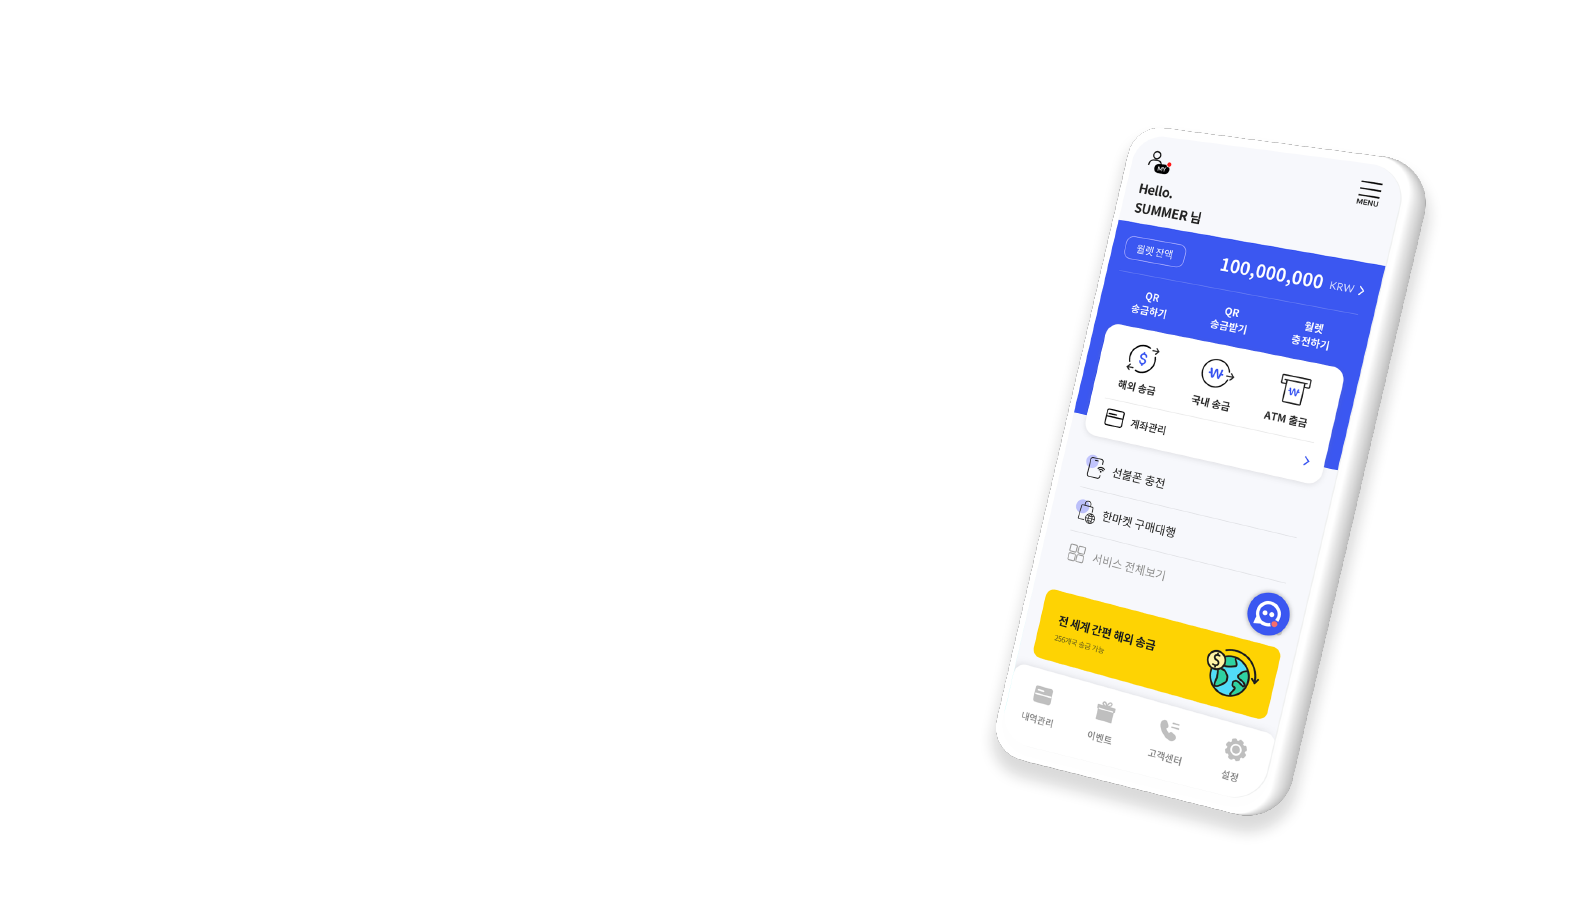 MY
MENU
Hello.
SUMMER 님
월렛 잔액
100,000,000 KRW
QR
송금하기
QR
송금받기
월렛
충전하기
해외 송금
국내 송금
ATM 출금
계좌관리
선불폰 충전
한마켓 구매대행
서비스 전체보기
전 세계 간편 해외 송금
256개국 송금 가능
내역관리
이벤트
고객센터
설정